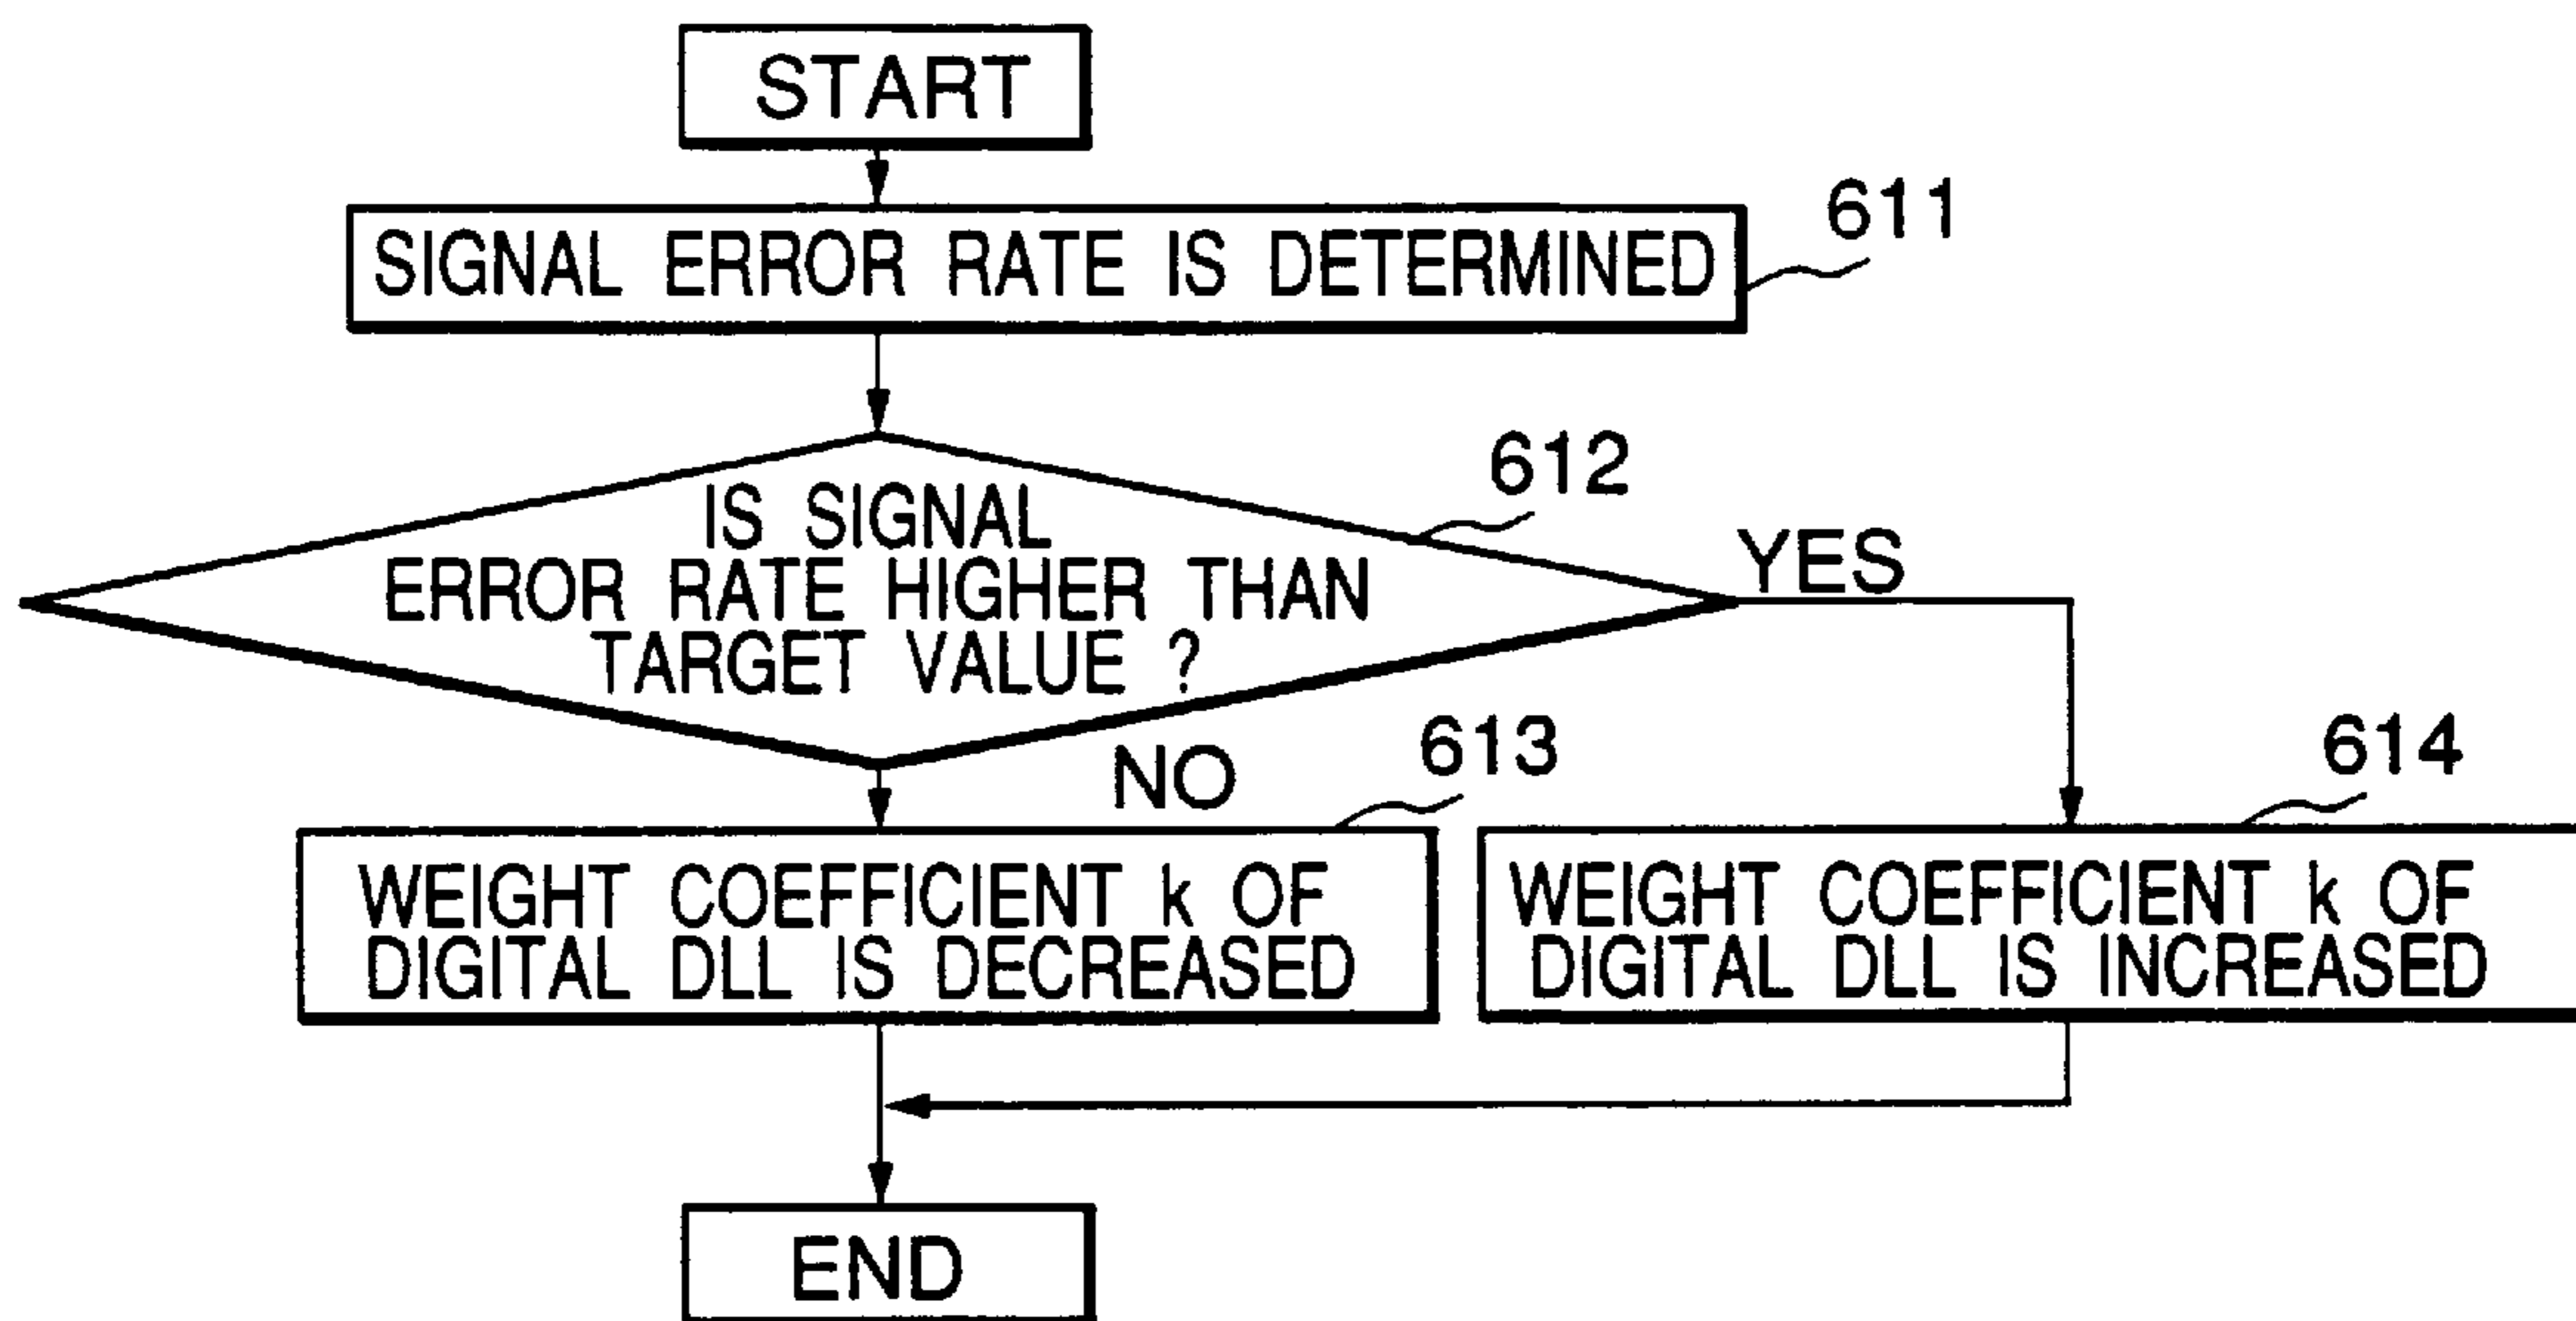 START
611
SIGNAL ERROR RATE IS DETERMINED
612
IS SIGNAL
ERROR RATE HIGHER THAN
TARGET VALUE ?
YES
NO
613
WEIGHT COEFFICIENT k OF
DIGITAL DLL IS DECREASED
614
WEIGHT COEFFICIENT k OF
DIGITAL DLL IS INCREASED
END